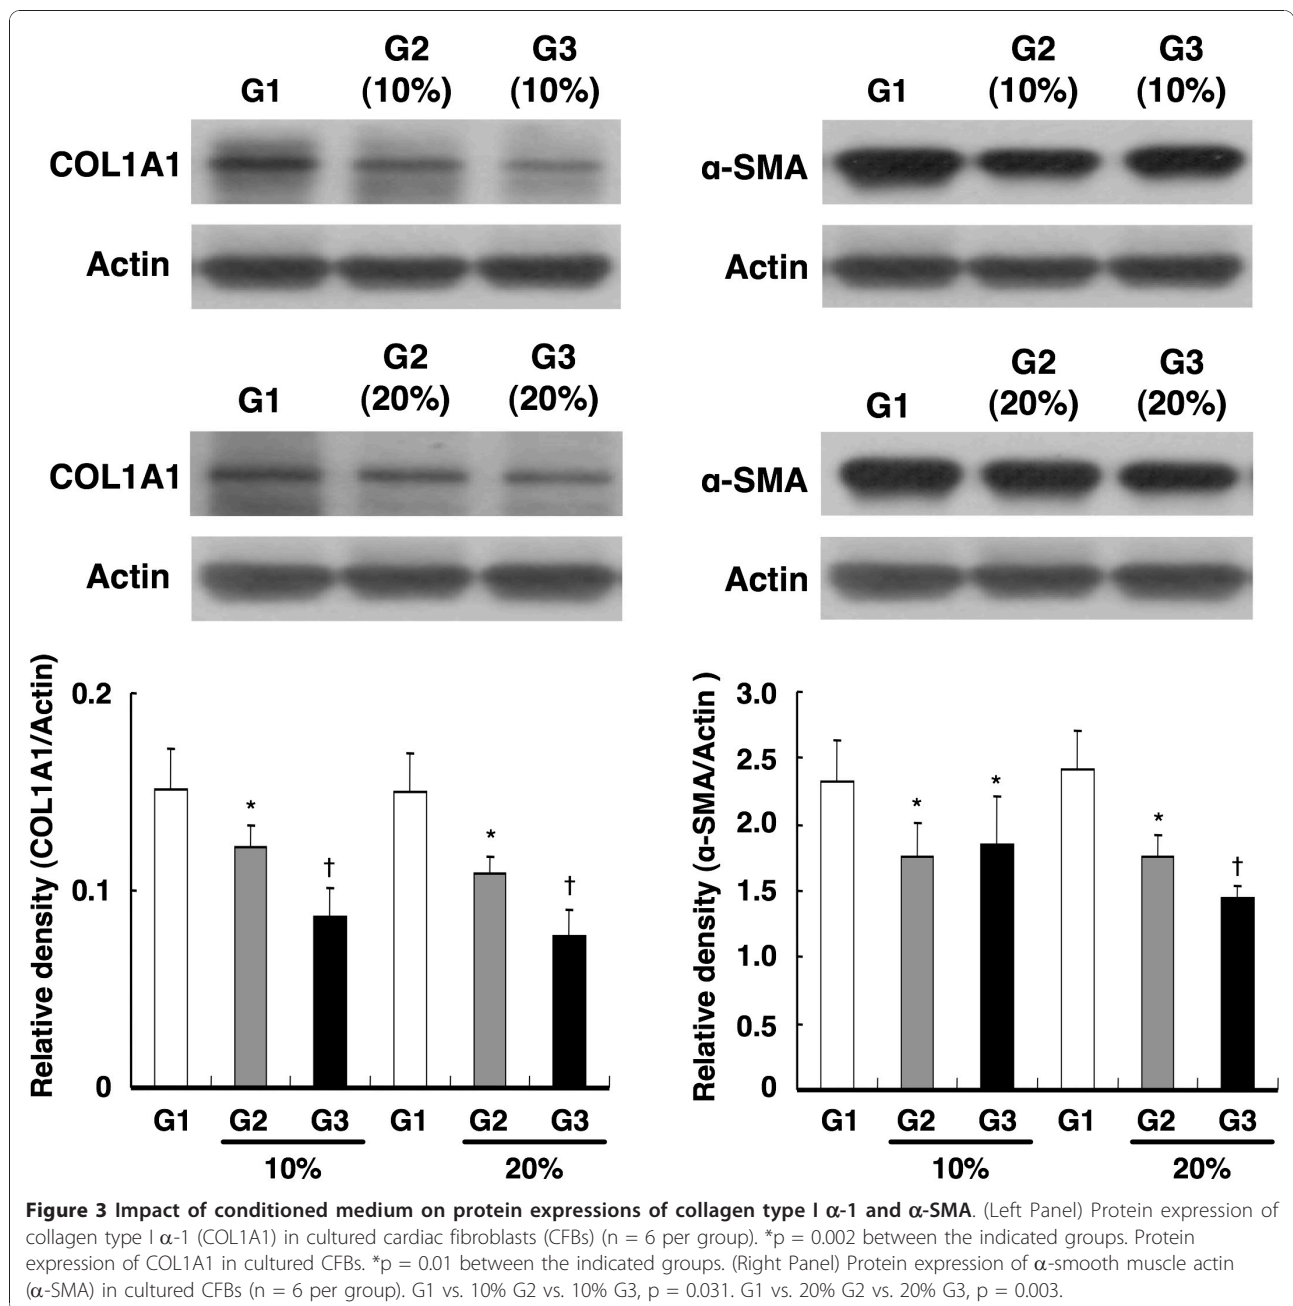 G2 G3
G1 (10%) (10%)
COL1A1
Actin
G2 G3
G1 (10%) (10%)
α-SMA
Actin
G2 G3
G1 (20%) (20%)
COL1A1
Actin
G2 G3
G1 (20%) (20%)
α-SMA
Actin
Relative density (COL1A1/Actin)
0.2
0.1
0
* † * †
G1 G2 G3 G1 G2 G3
10% 20%
Relative density (α-SMA/Actin )
3.0
2.5
2.0
1.5
1.0
0.5
0
* * * †
G1 G2 G3 G1 G2 G3
10% 20%
Figure 3 Impact of conditioned medium on protein expressions of collagen type I α-1 and α-SMA. (Left Panel) Protein expression of
collagen type I α-1 (COL1A1) in cultured cardiac fibroblasts (CFBs) (n = 6 per group). *p = 0.002 between the indicated groups. Protein
expression of COL1A1 in cultured CFBs. *p = 0.01 between the indicated groups. (Right Panel) Protein expression of α-smooth muscle actin
(α-SMA) in cultured CFBs (n = 6 per group). G1 vs. 10% G2 vs. 10% G3, p = 0.031. G1 vs. 20% G2 vs. 20% G3, p = 0.003.